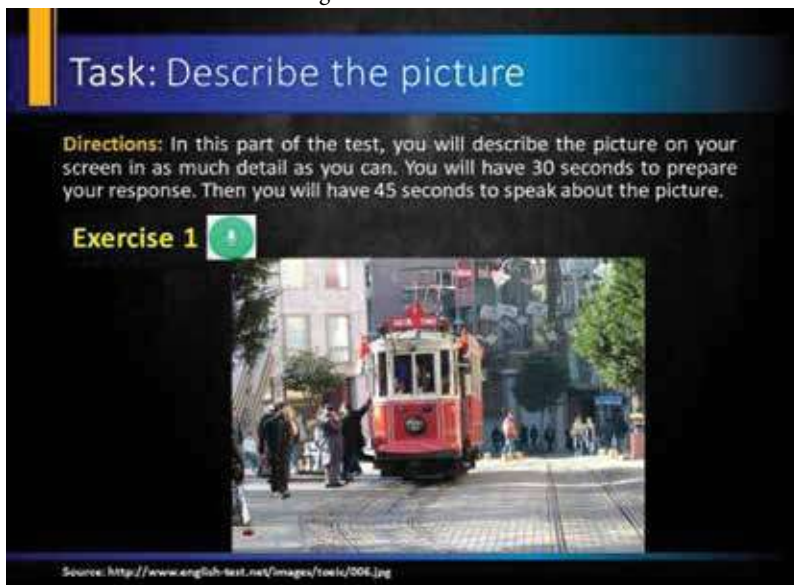 Task: Describe the picture
Directions: In this part of the test, you will describe the picture on your
screen in as much detail as you can. You will have 30 seconds to prepare
your response. Then you will have 45 seconds to speak about the picture.
Exercise 1
Source: http://www.english-test.net/images/toeic/006.jpg